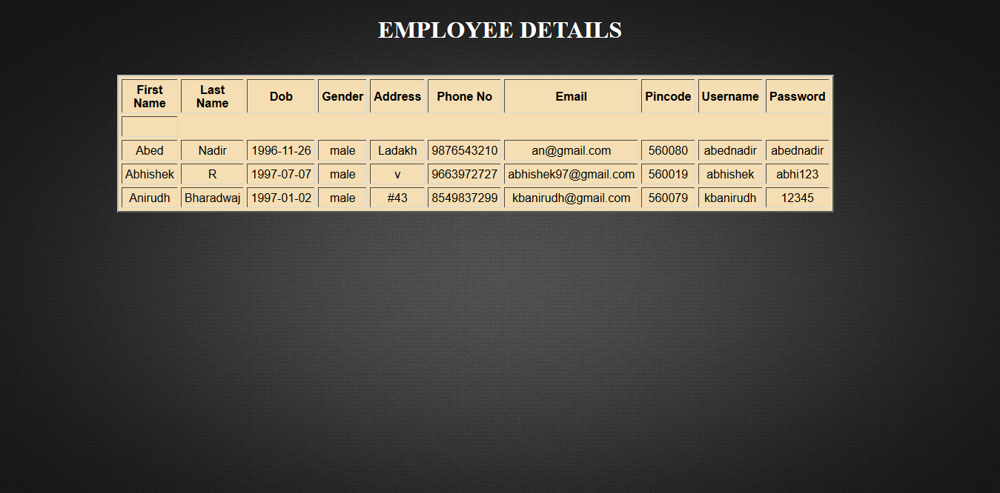 EMPLOYEE DETAILS
First Name Last Name Dob Gender Address Phone No Email Pincode Username Password
Abed Nadir 1996-11-26 male Ladakh 9876543210 an@gmail.com 560080 abednadir abednadir
Abhishek R 1997-07-07 male v 9663972727 abhishek97@gmail.com 560019 abhishek abhi123
Anirudh Bharadwaj 1997-01-02 male #43 8549837299 kbanirudh@gmail.com 560079 kbanirudh 12345